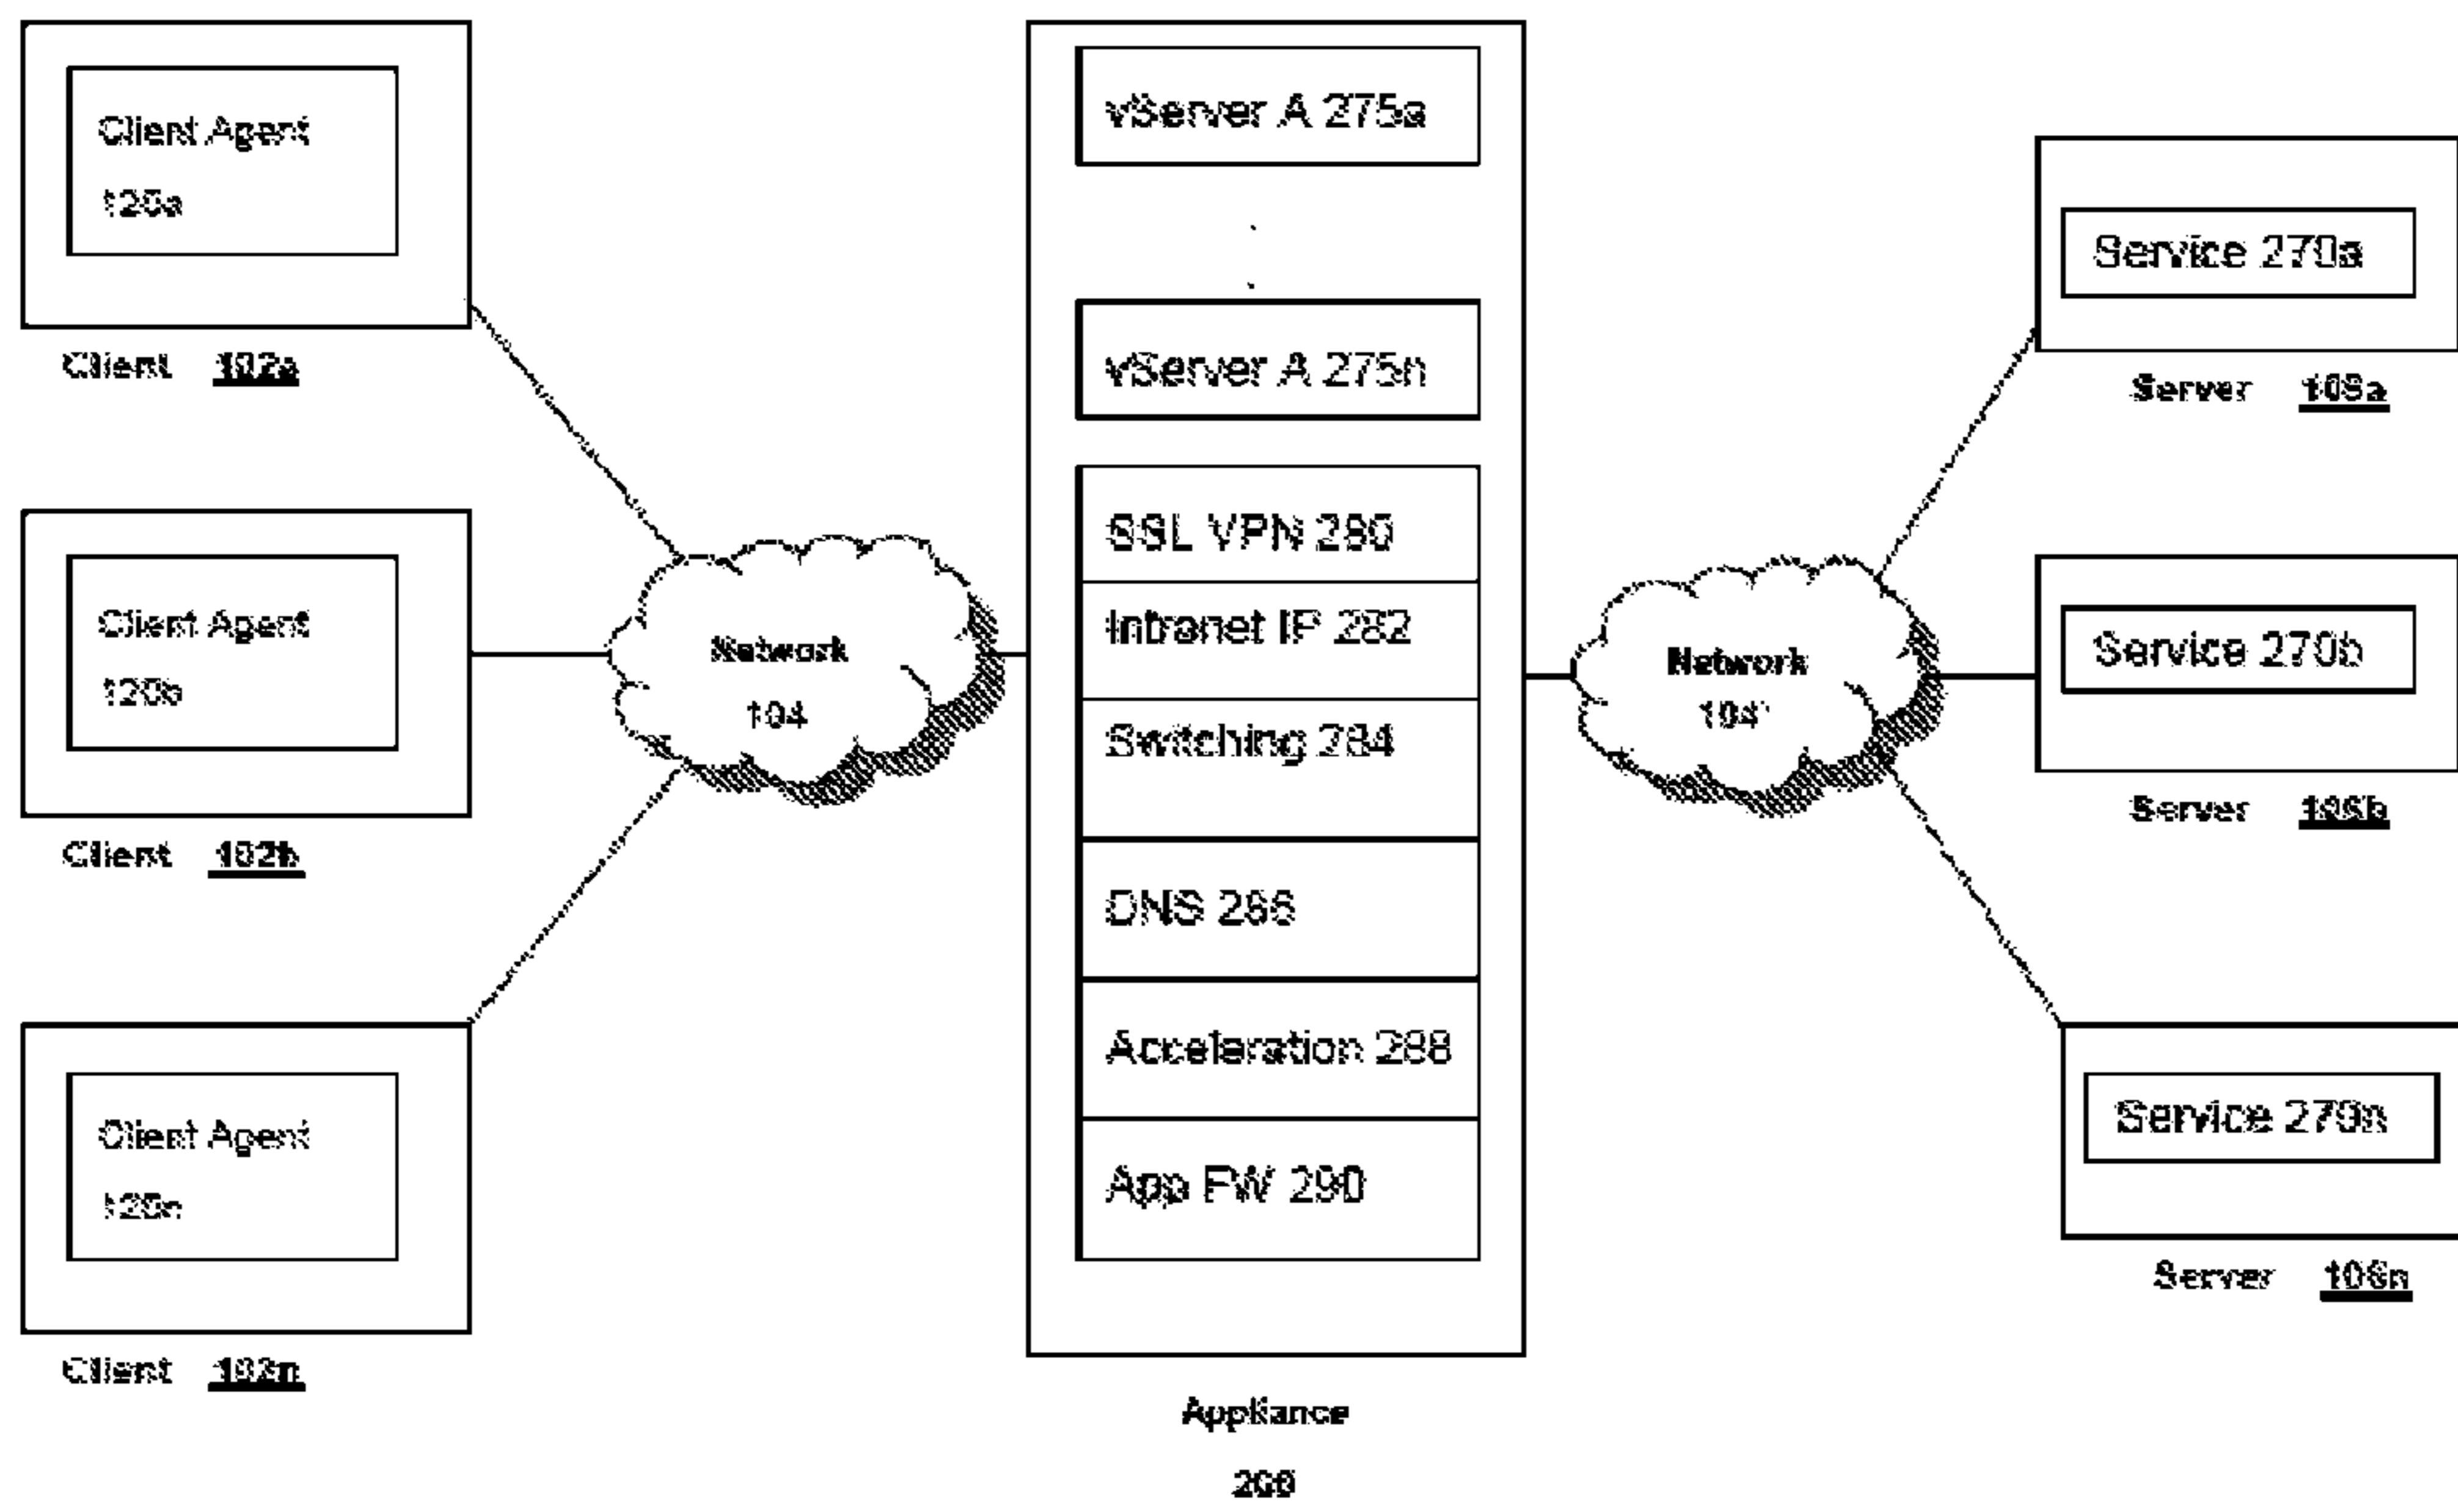 Client Agent
120a
Client 102a
Client Agent
120b
Client 102b
Client Agent
120n
Client 102n
Network
104
vServer A 275a
vServer A 275n
SSL VPN 280
Intranet IP 282
Switching 284
DNS 286
Acceleration 288
App FW 290
Appliance
200
Network
104'
Service 270a
Server 106a
Service 270b
Server 106b
Service 270n
Server 106n